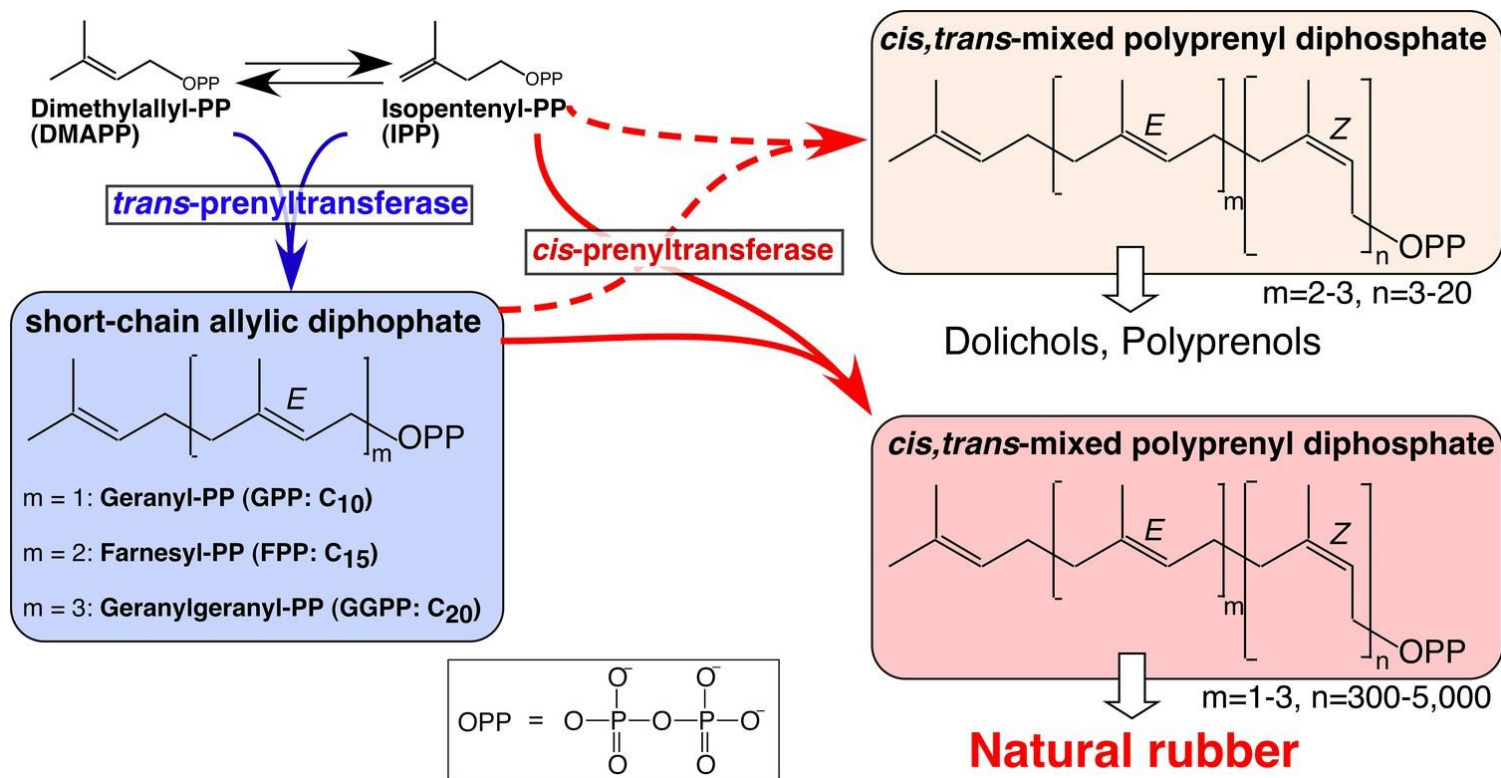 OPP
Dimethylallyl-PP
(DMAPP)
OPP
Isopentenyl-PP
(IPP)
trans-prenyltransferase
cis-prenyltransferase
short-chain allylic diphophate
E
m
OPP
m = 1: Geranyl-PP (GPP: C10)
m = 2: Farnesyl-PP (FPP: C15)
m = 3: Geranylgeranyl-PP (GGPP: C20)
cis,trans-mixed polyprenyl diphosphate
E
Z
m
n
OPP
m=2-3, n=3-20
Dolichols, Polyprenols
cis,trans-mixed polyprenyl diphosphate
E
Z
m
n
OPP
m=1-3, n=300-5,000
Natural rubber
O⁻ O⁻
OPP = O–P–O–P–O⁻
O O